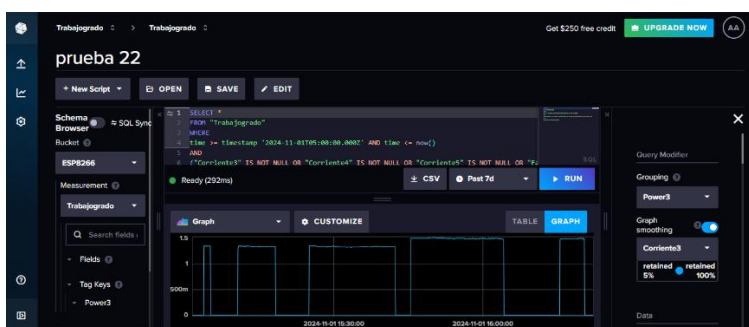 Trabajogrado > Trabajogrado
Get $250 free credit
UPGRADE NOW
AA
prueba 22
+ New Script
OPEN
SAVE
EDIT
Schema Browser
SQL Sync
Bucket
ESP8266
Measurement
Trabajogrado
Search fields
Fields
Tag Keys
Power3
1 SELECT *
2 FROM "Trabajogrado"
3 WHERE
4 time >= timestamp '2024-11-01T05:00:00.000Z' AND time <= now()
5 AND
6 ("Corriente3" IS NOT NULL OR "Corriente4" IS NOT NULL OR "Corriente5" IS NOT NULL OR
SQL
Ready (292ms)
CSV
Past 7d
RUN
Graph
CUSTOMIZE
TABLE
GRAPH
1.5
1
500m
0
2024-11-01 15:30:00
2024-11-01 16:00:00
Query Modifier
Grouping
Power3
Graph
smoothing
Corriente3
retained retained
5% 100%
Data